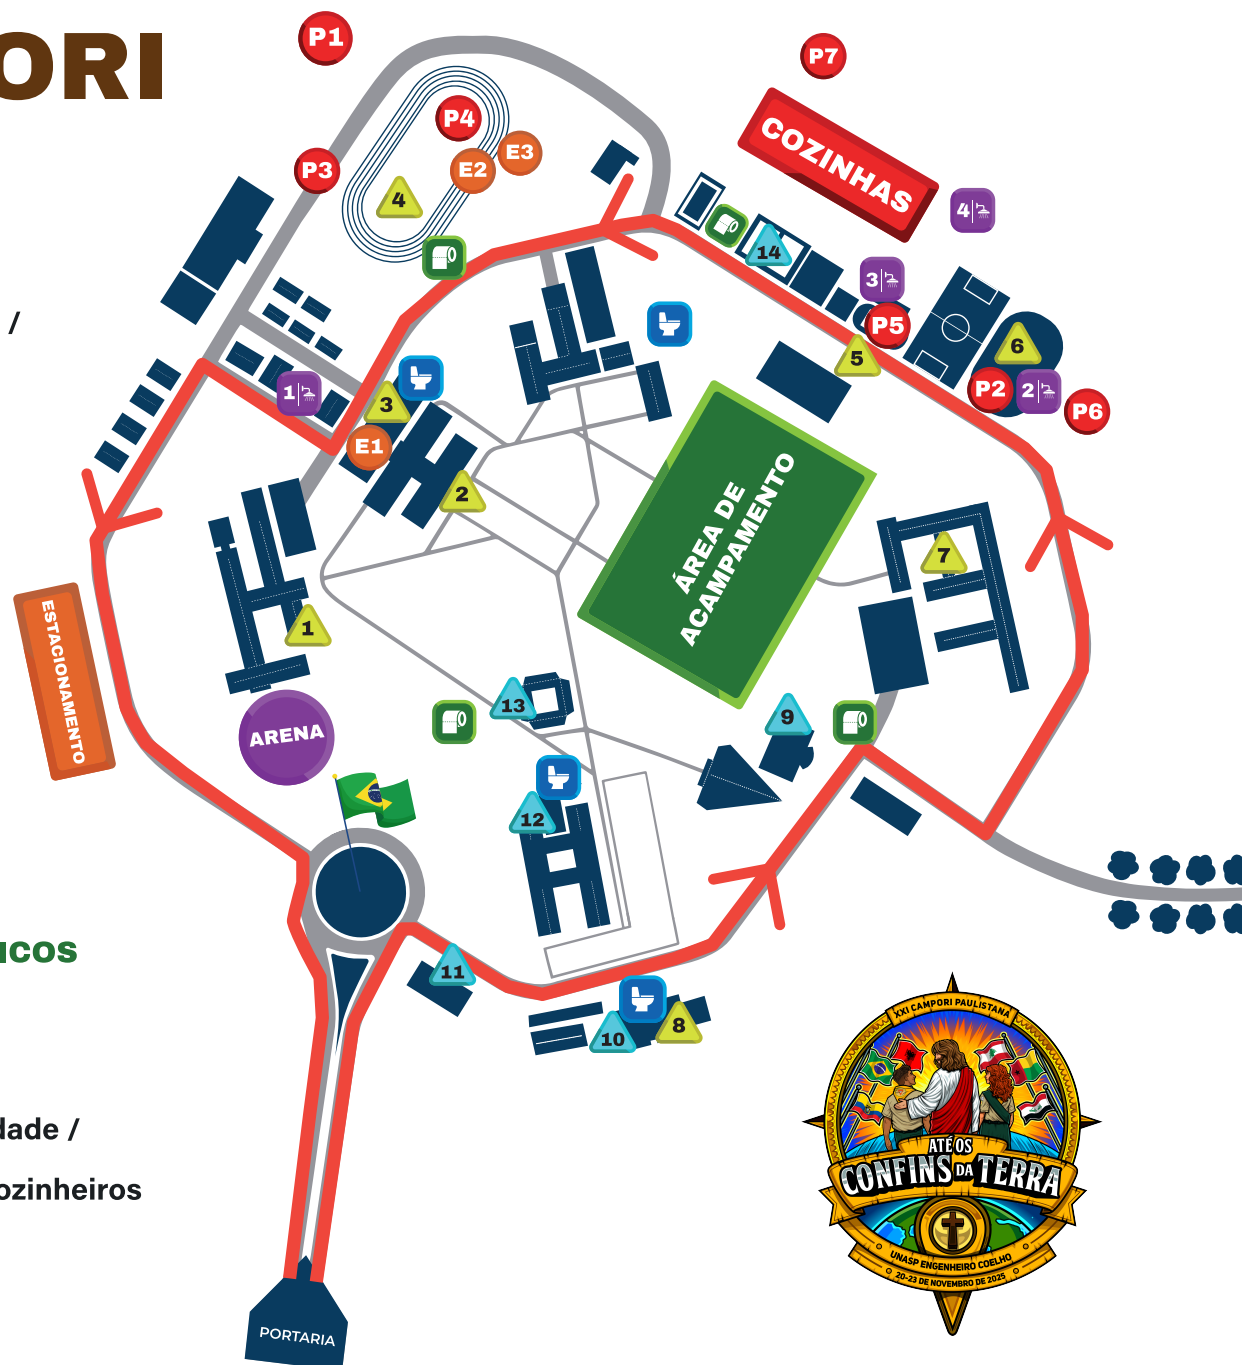 ORI
P1
P7
P4
COZINHAS
E3
P3
E2
4
4
14
3
P5
/
5
6
P2
2
P6
1
3
E1
2
ÁREA DE
ACAMPAMENTO
7
ESTACIONAMENTO
1
13
9
ARENA
12
ucos
11
8
10
XXI CAMPORI PAULISTANA
dade /
ATÉ OS
CONFINS DA TERRA
ozinheiros
UNASP ENGENHEIRO COELHO
20-23 DE NOVEMBRO DE 2025
PORTARIA